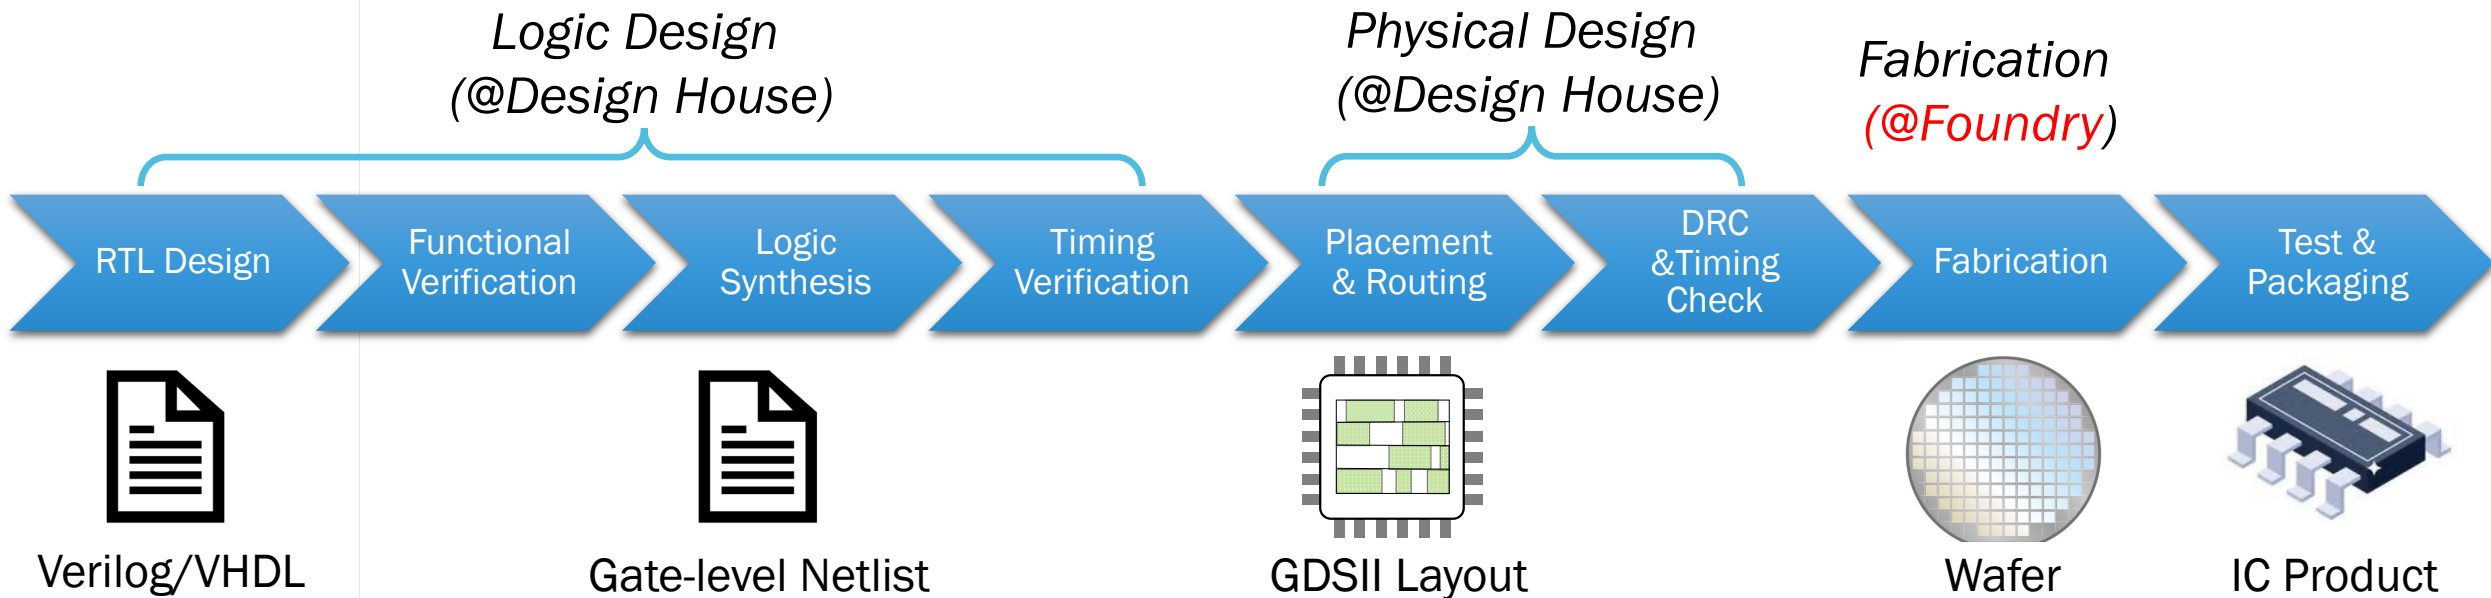 Logic Design
(@Design House)
Physical Design
(@Design House)
Fabrication
(@Foundry)
RTL Design
Functional
Verification
Logic
Synthesis
Timing
Verification
Placement
& Routing
DRC
&Timing
Check
Fabrication
Test &
Packaging
Verilog/VHDL
Gate-level Netlist
GDSII Layout
Wafer
IC Product